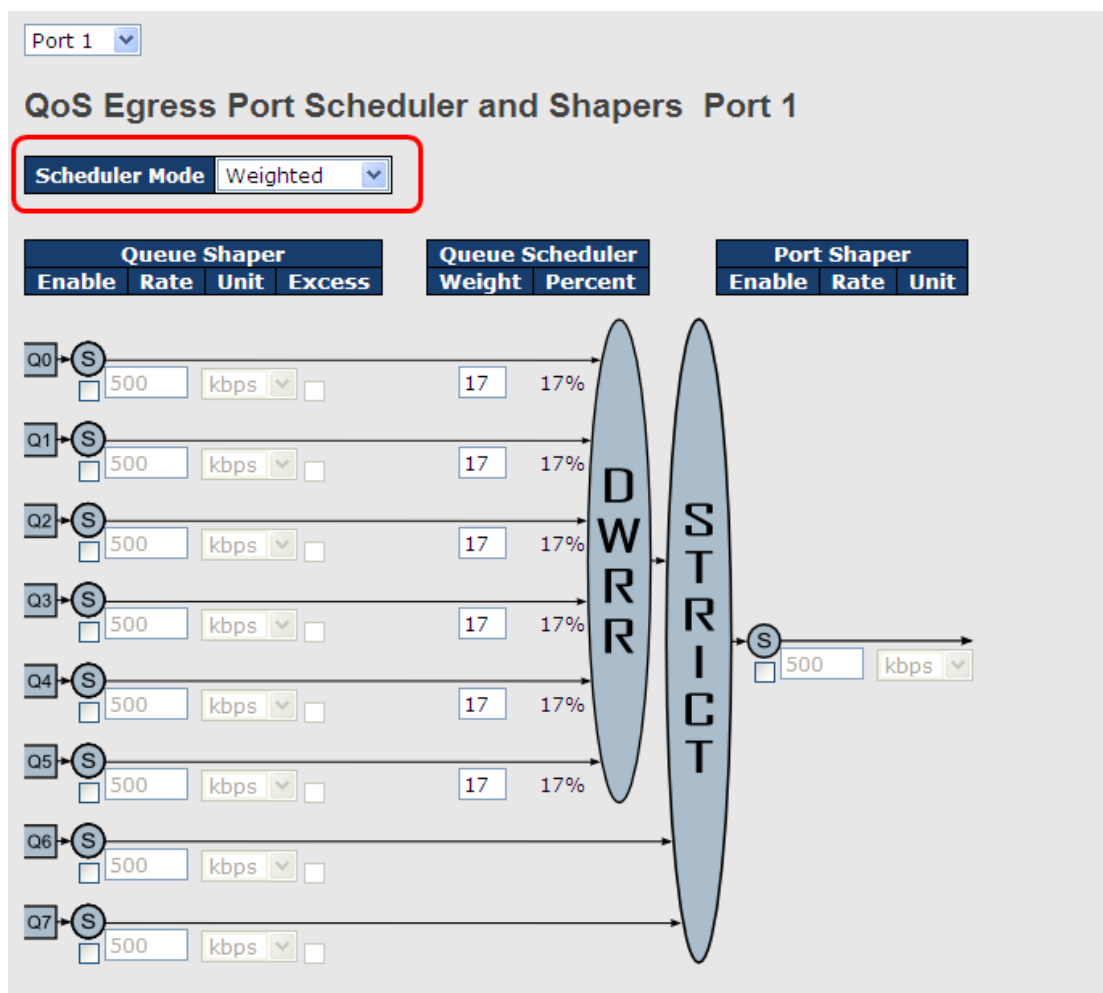 Port 1
QoS Egress Port Scheduler and Shapers Port 1
Scheduler Mode Weighted
Queue Shaper Queue Scheduler Port Shaper
Enable Rate Unit Excess Weight Percent Enable Rate Unit
Q0 S
500 kbps 17 17%
Q1 S
500 kbps 17 17%
Q2 S
500 kbps 17 17%
Q3 S
500 kbps 17 17%
Q4 S
500 kbps 17 17%
Q5 S
500 kbps 17 17%
Q6 S
500 kbps
Q7 S
500 kbps
DWRR
STRICT
S
500 kbps